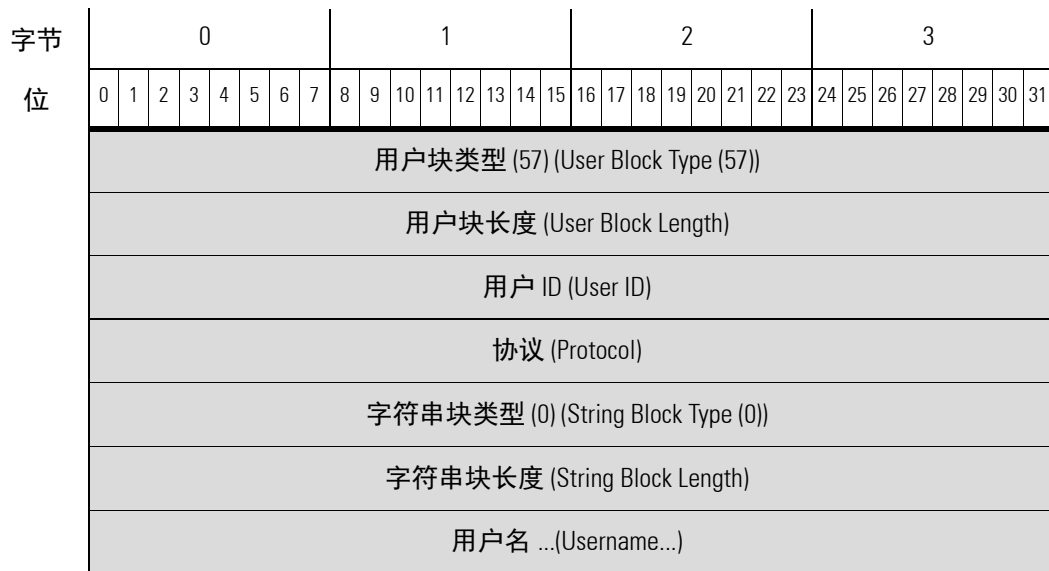 字节 0 1 2 3
位 0 1 2 3 4 5 6 7 8 9 10 11 12 13 14 15 16 17 18 19 20 21 22 23 24 25 26 27 28 29 30 31
用户块类型 (57) (User Block Type (57))
用户块长度 (User Block Length)
用户 ID (User ID)
协议 (Protocol)
字符串块类型 (0) (String Block Type (0))
字符串块长度 (String Block Length)
用户名 ...(Username...)